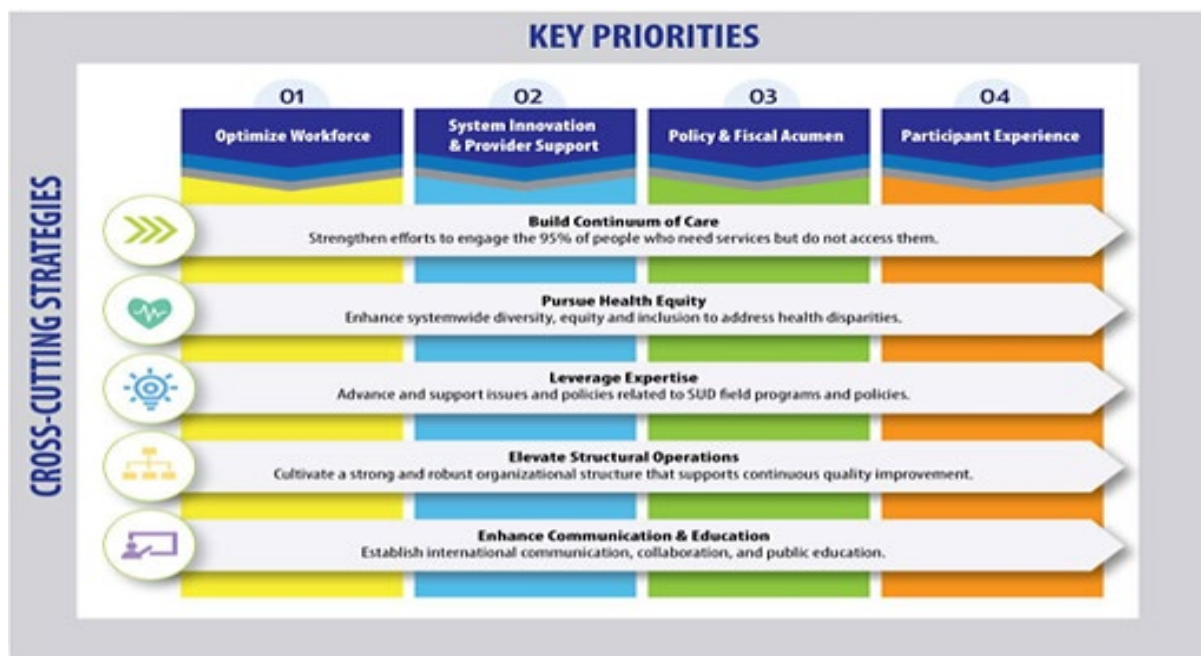 KEY PRIORITIES
CROSS-CUTTING STRATEGIES
01
Optimize Workforce
02
System Innovation
& Provider Support
03
Policy & Fiscal Acumen
04
Participant Experience
Build Continuum of Care
Strengthen efforts to engage the 95% of people who need services but do not access them.
Pursue Health Equity
Enhance systemwide diversity, equity and inclusion to address health disparities.
Leverage Expertise
Advance and support issues and policies related to SUD field programs and policies.
Elevate Structural Operations
Cultivate a strong and robust organizational structure that supports continuous quality improvement.
Enhance Communication & Education
Establish international communication, collaboration, and public education.